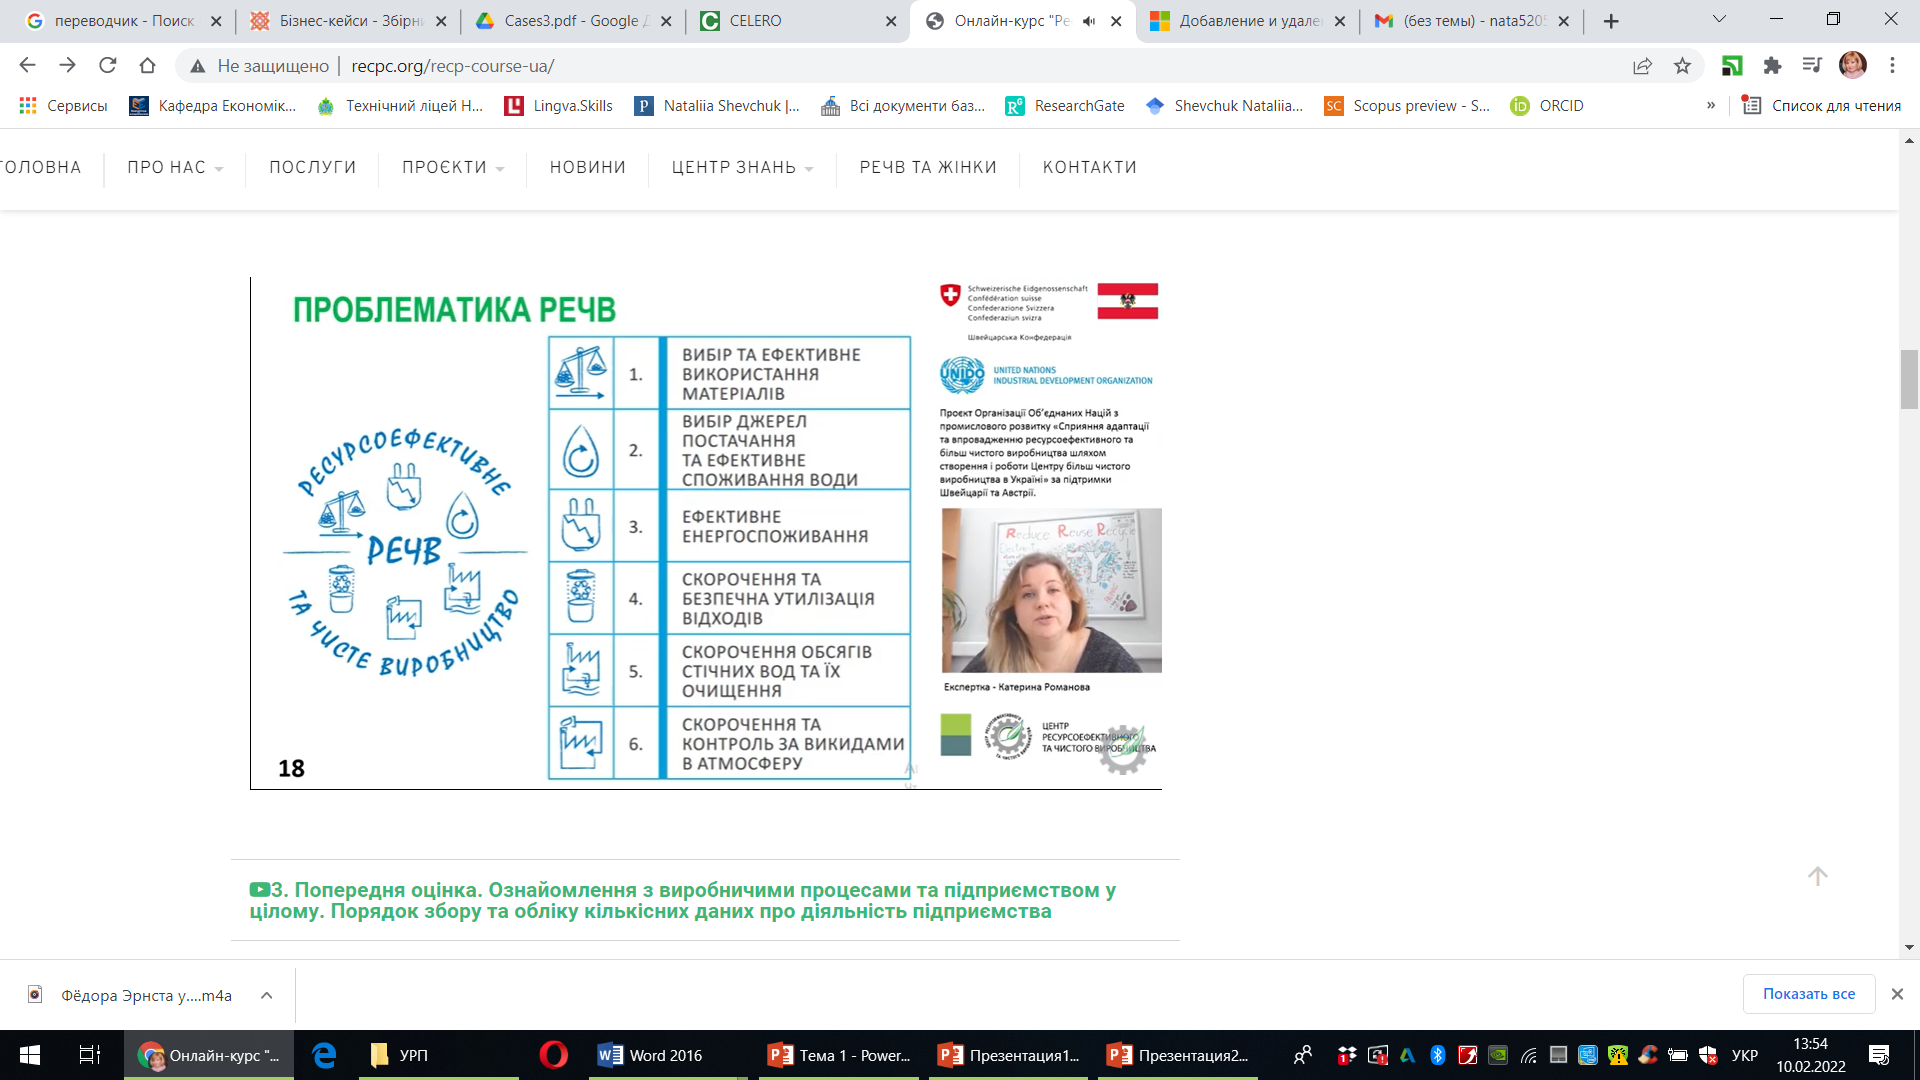 переводчик - Поиск
Бізнес-кейси - Збірни
Cases3.pdf - Google Д
CELERO
Онлайн-курс "Ре
Добавление и удале
(без темы) - nata5205
Не защищено
recpc.org/recp-course-ua/
Сервисы
Кафедра Економік...
Технічний ліцей Н...
Lingva.Skills
Nataliia Shevchuk |...
Всі документи баз...
ResearchGate
Shevchuk Nataliia...
Scopus preview - S...
ORCID
»
Список для чтения
ГОЛОВНА
ПРО НАС
ПОСЛУГИ
ПРОЄКТИ
НОВИНИ
ЦЕНТР ЗНАНЬ
РЕЧВ ТА ЖІНКИ
КОНТАКТИ
ПРОБЛЕМАТИКА РЕЧВ
РЕСУРСОЕФЕКТИВНЕ
РЕЧВ
ТА ЧИСТЕ ВИРОБНИЦТВО
1.
ВИБІР ТА ЕФЕКТИВНЕ
ВИКОРИСТАННЯ
МАТЕРІАЛІВ
2.
ВИБІР ДЖЕРЕЛ
ПОСТАЧАННЯ
ТА ЕФЕКТИВНЕ
СПОЖИВАННЯ ВОДИ
3.
ЕФЕКТИВНЕ
ЕНЕРГОСПОЖИВАННЯ
4.
СКОРОЧЕННЯ ТА
БЕЗПЕЧНА УТИЛІЗАЦІЯ
ВІДХОДІВ
5.
СКОРОЧЕННЯ ОБСЯГІВ
СТІЧНИХ ВОД ТА ЇХ
ОЧИЩЕННЯ
6.
СКОРОЧЕННЯ ТА
КОНТРОЛЬ ЗА ВИКИДАМИ
В АТМОСФЕРУ
18
Schweizerische Eidgenossenschaft
Confédération suisse
Confederazione Svizzera
Confederaziun svizra
Швейцарська Конфедерація
UNIDO
UNITED NATIONS
INDUSTRIAL DEVELOPMENT ORGANIZATION
Проєкт Організації Об'єднаних Націй з
промислового розвитку «Сприяння адаптації
та впровадженню ресурсоефективного та
більш чистого виробництва шляхом
створення і роботи Центру більш чистого
виробництва в Україні» за підтримки
Швейцарії та Австрії.
Reduce Reuse Recycle
Експертка - Катерина Романова
ЦЕНТР
РЕСУРСОЕФЕКТИВНОГО
ТА ЧИСТОГО ВИРОБНИЦТВА
3. Попередня оцінка. Ознайомлення з виробничими процесами та підприємством у
цілому. Порядок збору та обліку кількісних даних про діяльність підприємства
Фёдора Эрнста у....m4a
Показать все
Онлайн-курс "...
УРП
Word 2016
Тема 1 - Power...
Презентация1...
Презентация2...
УКР
13:54
10.02.2022